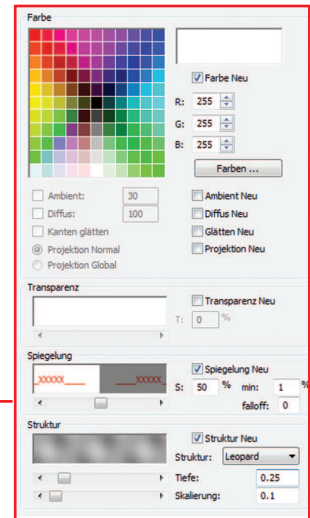 Farbe
Farbe Neu
R: 255
G: 255
B: 255
Farben ...
Ambient: 30 Ambient Neu
Diffus: 100 Diffus Neu
Kanten glätten Glätten Neu
Projektion Normal Projektion Neu
Projektion Global
Transparenz
Transparenz Neu
T: 0 %
Spiegelung
Spiegelung Neu
_XXXXX____ ____XXXXX_ S: 50 % min: 1 %
falloff: 0
Struktur
Struktur Neu
Struktur: Leopard
Tiefe: 0.25
Skalierung: 0.1